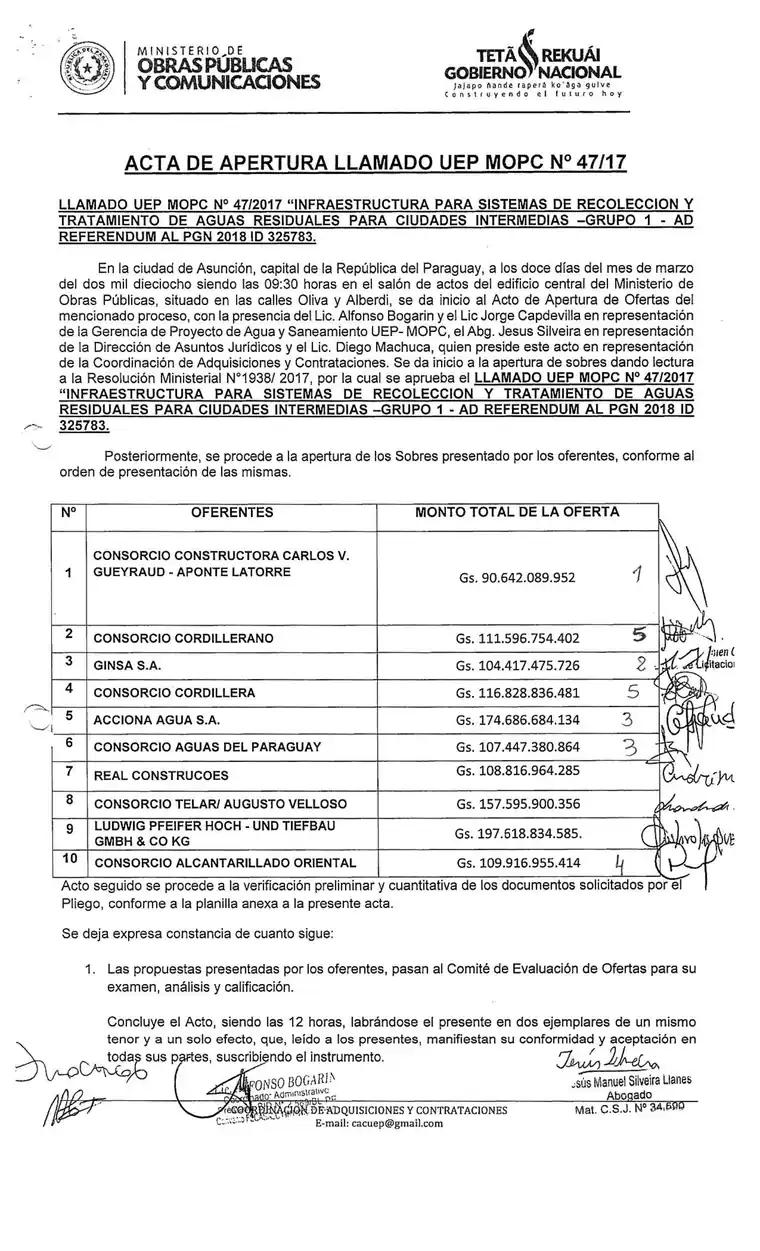 MINISTERIO DE
OBRAS PÚBLICAS
Y COMUNICACIONES
TETÃ REKUÁI
GOBIERNO NACIONAL
Jajapo ñande raperã ko'ãga guive
Construyendo el futuro hoy
ACTA DE APERTURA LLAMADO UEP MOPC Nº 47/17
LLAMADO UEP MOPC Nº 47/2017 “INFRAESTRUCTURA PARA SISTEMAS DE RECOLECCION Y
TRATAMIENTO DE AGUAS RESIDUALES PARA CIUDADES INTERMEDIAS –GRUPO 1 - AD
REFERENDUM AL PGN 2018 ID 325783.
En la ciudad de Asunción, capital de la República del Paraguay, a los doce días del mes de marzo
del dos mil dieciocho siendo las 09:30 horas en el salón de actos del edificio central del Ministerio de
Obras Públicas, situado en las calles Oliva y Alberdi, se da inicio al Acto de Apertura de Ofertas del
mencionado proceso, con la presencia del Lic. Alfonso Bogarin y el Lic Jorge Capdevilla en representación
de la Gerencia de Proyecto de Agua y Saneamiento UEP- MOPC, el Abg. Jesus Silveira en representación
de la Dirección de Asuntos Jurídicos y el Lic. Diego Machuca, quien preside este acto en representación
de la Coordinación de Adquisiciones y Contrataciones. Se da inicio a la apertura de sobres dando lectura
a la Resolución Ministerial N°1938/ 2017, por la cual se aprueba el LLAMADO UEP MOPC Nº 47/2017
“INFRAESTRUCTURA PARA SISTEMAS DE RECOLECCION Y TRATAMIENTO DE AGUAS
RESIDUALES PARA CIUDADES INTERMEDIAS –GRUPO 1 - AD REFERENDUM AL PGN 2018 ID
325783.
Posteriormente, se procede a la apertura de los Sobres presentado por los oferentes, conforme al
orden de presentación de las mismas.
Nº OFERENTES MONTO TOTAL DE LA OFERTA
CONSORCIO CONSTRUCTORA CARLOS V.
1 GUEYRAUD - APONTE LATORRE Gs. 90.642.089.952 1
2 CONSORCIO CORDILLERANO Gs. 111.596.754.402 5
3 GINSA S.A. Gs. 104.417.475.726 2
4 CONSORCIO CORDILLERA Gs. 116.828.836.481 5
5 ACCIONA AGUA S.A. Gs. 174.686.684.134 3
6 CONSORCIO AGUAS DEL PARAGUAY Gs. 107.447.380.864 3
7 REAL CONSTRUCOES Gs. 108.816.964.285
8 CONSORCIO TELAR/ AUGUSTO VELLOSO Gs. 157.595.900.356
9 LUDWIG PFEIFER HOCH - UND TIEFBAU
GMBH & CO KG Gs. 197.618.834.585.
10 CONSORCIO ALCANTARILLADO ORIENTAL Gs. 109.916.955.414 4
Acto seguido se procede a la verificación preliminar y cuantitativa de los documentos solicitados por el
Pliego, conforme a la planilla anexa a la presente acta.
Se deja expresa constancia de cuanto sigue:
1. Las propuestas presentadas por los oferentes, pasan al Comité de Evaluación de Ofertas para su
examen, análisis y calificación.
Concluye el Acto, siendo las 12 horas, labrándose el presente en dos ejemplares de un mismo
tenor y a un solo efecto, que, leído a los presentes, manifiestan su conformidad y aceptación en
todas sus partes, suscribiendo el instrumento.
FONSO BOGARIN
sús Manuel Silveira Llanes
Abogado
Mat. C.S.J. Nº 34,690
COORDINACIÓN DE ADQUISICIONES Y CONTRATACIONES
E-mail: cacuep@gmail.com